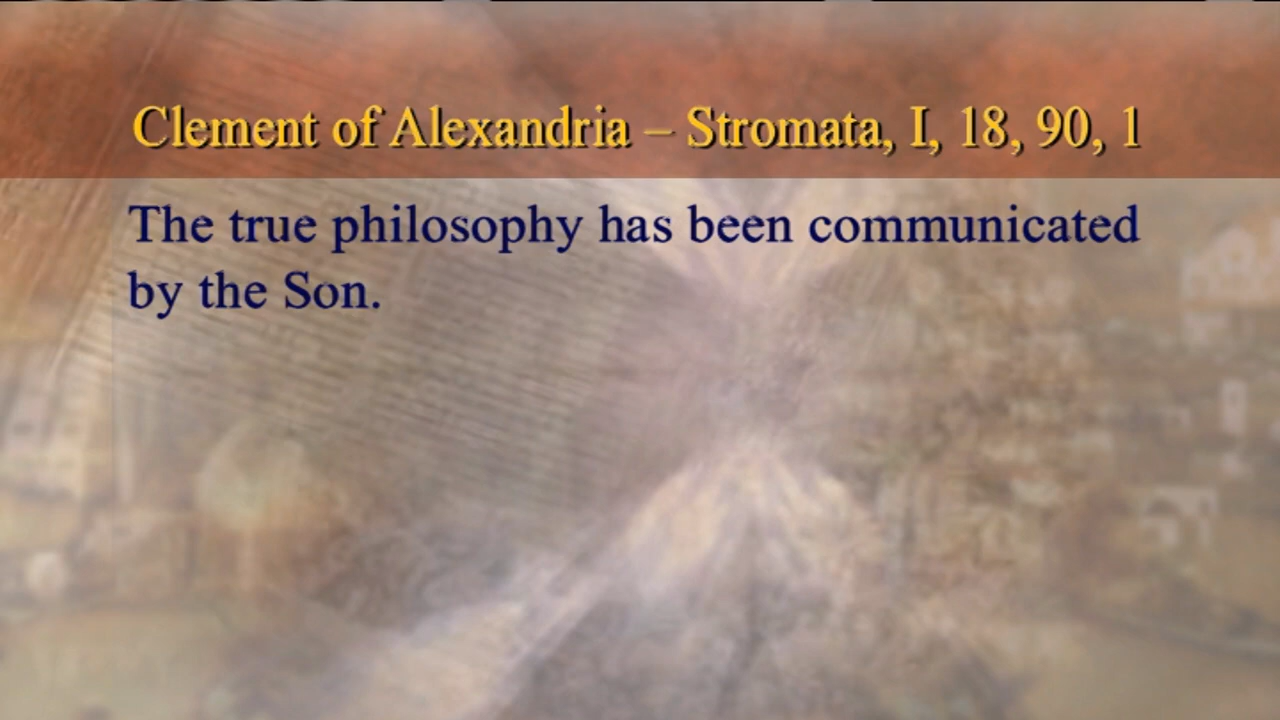 Clement of Alexandria – Stromata, I, 18, 90, 1
The true philosophy has been communicated
by the Son.